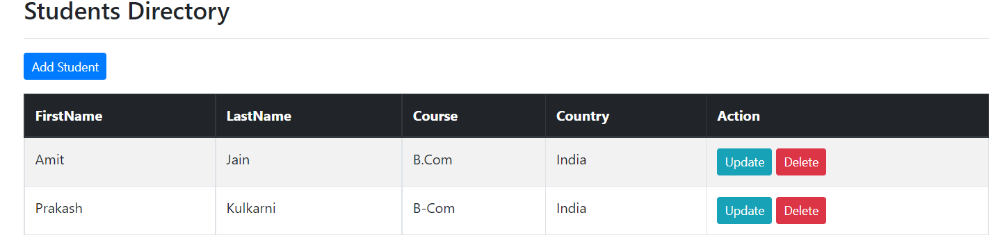 Students Directory
Add Student
FirstName LastName Course Country Action
Amit Jain B.Com India Update Delete
Prakash Kulkarni B-Com India Update Delete